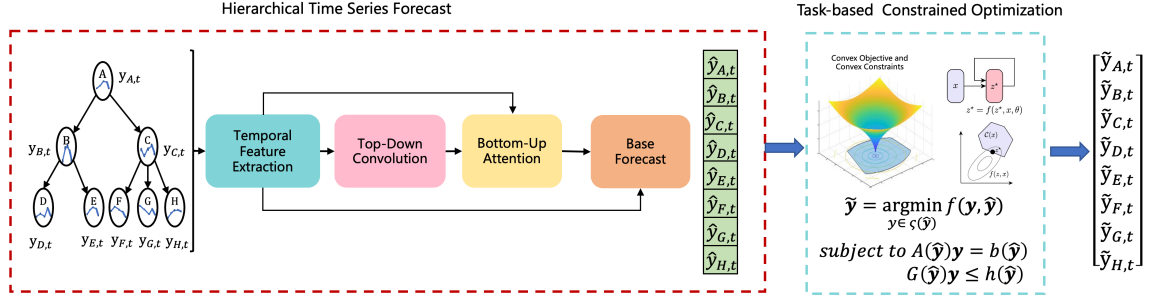 Hierarchical Time Series Forecast
A y_{A,t}
y_{B,t} B C y_{C,t}
D E F G H
y_{D,t} y_{E,t} y_{F,t} y_{G,t} y_{H,t}
Temporal
Feature
Extraction
Top-Down
Convolution
Bottom-Up
Attention
Base
Forecast
ŷ_{A,t}
ŷ_{B,t}
ŷ_{C,t}
ŷ_{D,t}
ŷ_{E,t}
ŷ_{F,t}
ŷ_{G,t}
ŷ_{H,t}
Task-based Constrained Optimization
Convex Objective and
Convex Constraints
x z*
z* = f(z*, x, θ)
C(x)
z*
f(z, x)
ỹ = argmin f(y, ŷ)
y∈ ς(ŷ)
subject to A(ŷ)y = b(ŷ)
G(ŷ)y ≤ h(ŷ)
ỹ_{A,t}
ỹ_{B,t}
ỹ_{C,t}
ỹ_{D,t}
ỹ_{E,t}
ỹ_{F,t}
ỹ_{G,t}
ỹ_{H,t}